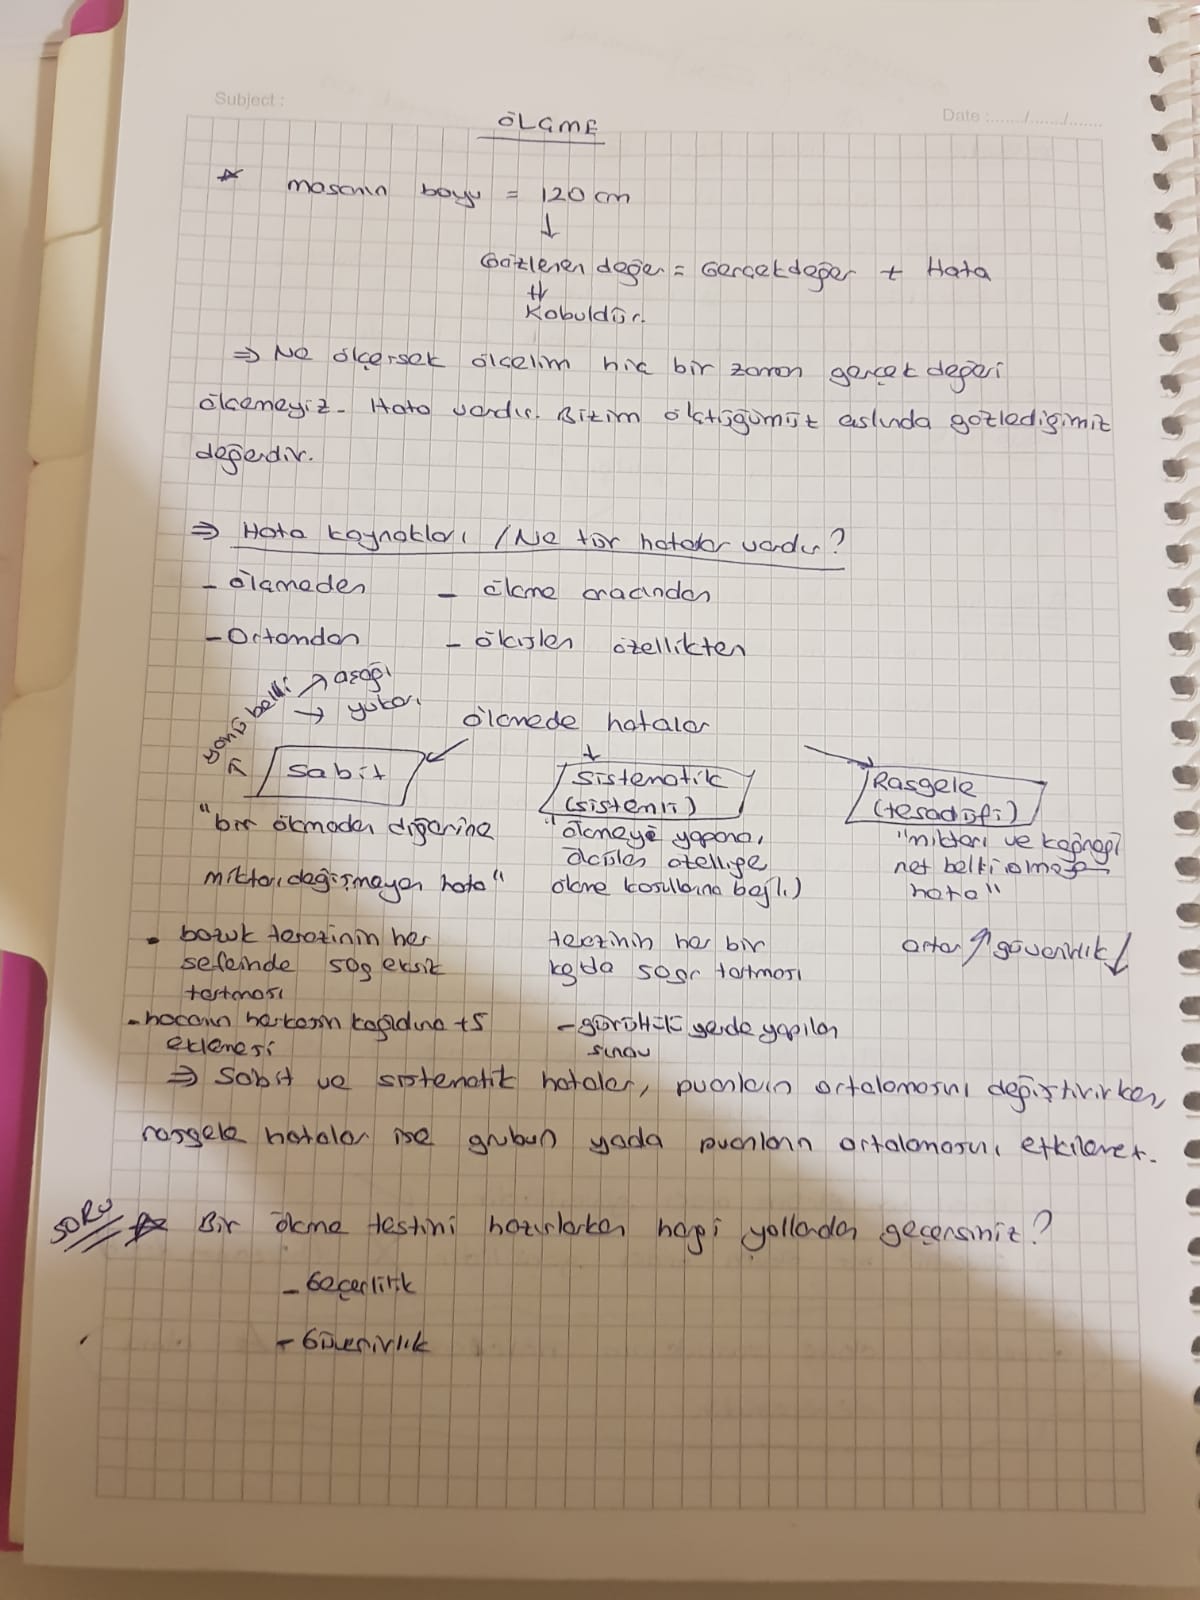 Subject :
Date :....../....../.......
ÖLÇME
* masanın boyu = 120 cm
↓
Gözlenen değer = Gerçek değer + Hata
Kabuldür.
⇒ Ne ölçersek ölçelim hiç bir zaman gerçek değeri
ölçemeyiz. Hata vardır. Bizim ölçtüğümüz aslında gözlediğimiz
değerdir.
⇒ Hata kaynakları / Ne tür hatalar vardır?
- ölçmeden - ölçme aracından
- Ortamdan - ölçülen özellikten
yönü belli → aşağı
→ yukarı
ölçmede hatalar
Sabit Sistematik (sistemli) Rasgele (tesadüfi)
"bir ölçmeden diğerine
miktarı değişmeyen hata"
"ölçmeyi yapana,
ölçülen özelliğe
ölçme koşullarına bağlı)
"miktarı ve kaynağı
net belli olmayan
hata"
• bozuk terazinin her
seferinde 50g eksik
tartması
- hocanın herkesin kağıdına +5
eklemesi
terazinin her bir
kg da 50gr tartması
- gürültülü yerde yapılan
sınav
artar ↑ güvenirlik ↓
⇒ Sabit ve sistematik hatalar, puanların ortalamasını değiştirirken,
rasgele hatalar ise grubun yada puanların ortalamasını etkilemez.
SORU * Bir ölçme testini hazırlarken hangi yollardan geçersiniz?
- Geçerlilik
- Güvenirlik